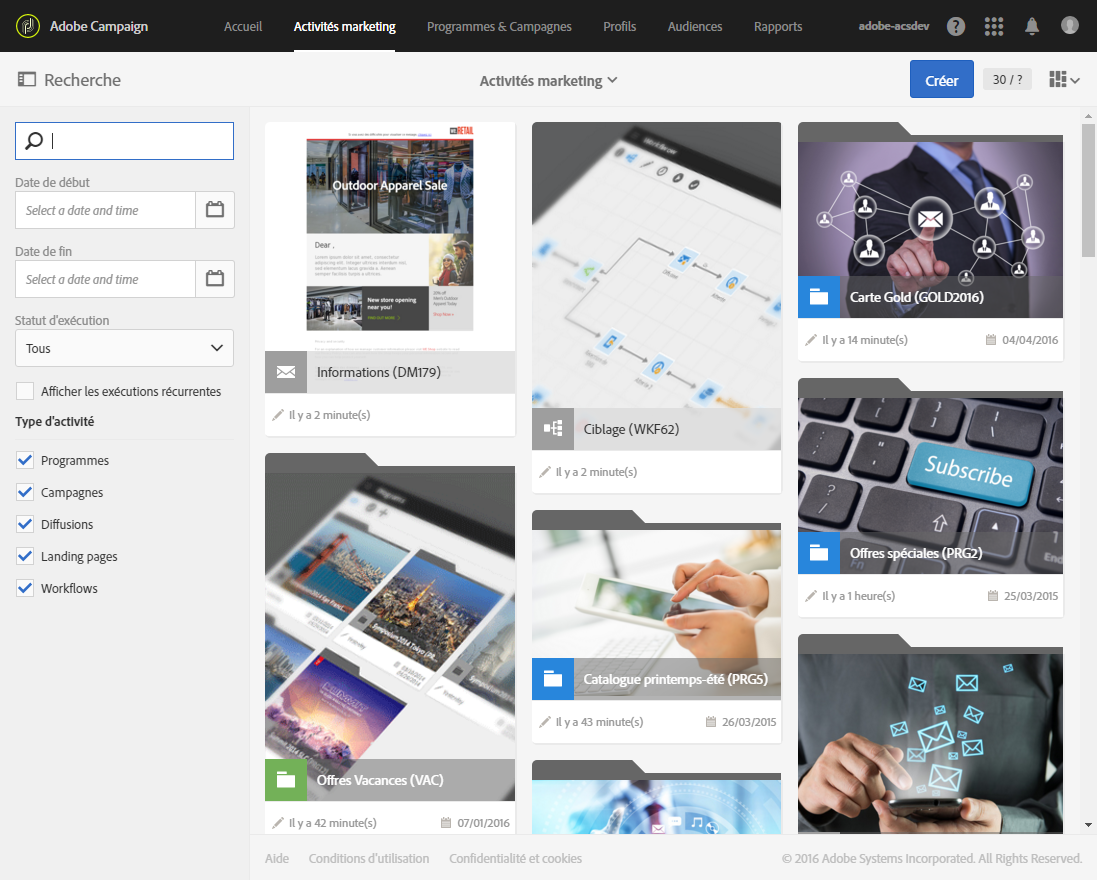 Adobe Campaign
Accueil
Activités marketing
Programmes & Campagnes
Profils
Audiences
Rapports
adobe-acsdev
?
Recherche
Activités marketing
Créer
30 / ?
Date de début
Select a date and time
Date de fin
Select a date and time
Statut d'exécution
Tous
Afficher les exécutions récurrentes
Type d'activité
Programmes
Campagnes
Diffusions
Landing pages
Workflows
RETAIL
Outdoor Apparel Sale
Dear ,
New store opening
near you!
Informations (DM179)
Il y a 2 minute(s)
Offres Vacances (VAC)
Il y a 42 minute(s)
07/01/2016
Ciblage (WKF62)
Il y a 2 minute(s)
Catalogue printemps-été (PRG5)
Il y a 43 minute(s)
26/03/2015
Carte Gold (GOLD2016)
Il y a 14 minute(s)
04/04/2016
Subscribe
Offres spéciales (PRG2)
Il y a 1 heure(s)
25/03/2015
Aide
Conditions d'utilisation
Confidentialité et cookies
© 2016 Adobe Systems Incorporated. All Rights Reserved.